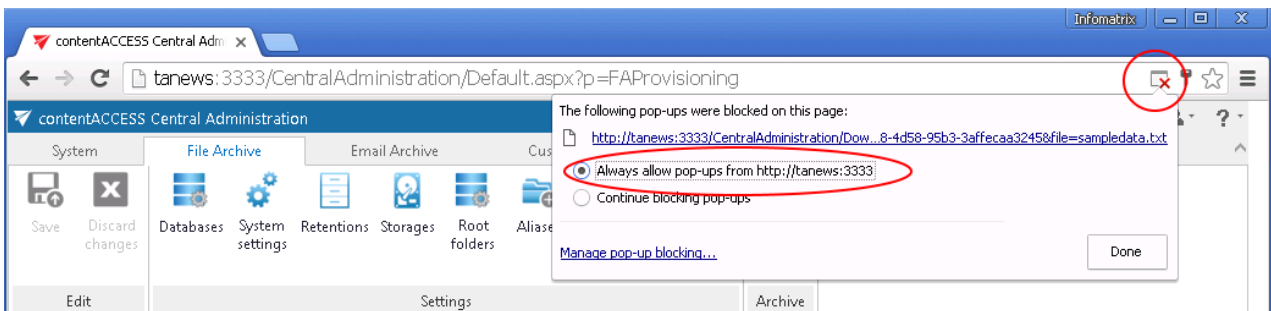 Infomatrix
contentACCESS Central Adm
tanews:3333/CentralAdministration/Default.aspx?p=FAProvisioning
contentACCESS Central Administration
The following pop-ups were blocked on this page:
http://tanews:3333/CentralAdministration/Dow...8-4d58-95b3-3affecaa3245&file=sampledata.txt
Always allow pop-ups from http://tanews:3333
Continue blocking pop-ups
Manage pop-up blocking...
Done
?
System
File Archive
Email Archive
Cus
Save
Discard
changes
Databases
System
settings
Retentions
Storages
Root
folders
Aliase
Edit
Settings
Archive